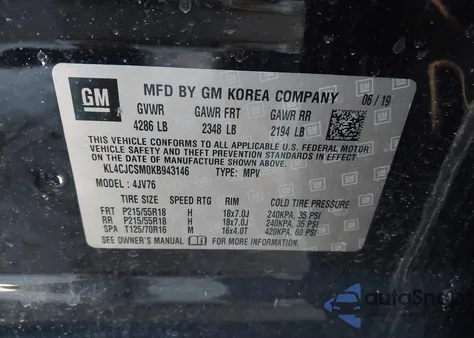 GM
MFD BY GM KOREA COMPANY 06 / 19
GVWR GAWR FRT GAWR RR
4286 LB 2348 LB 2194 LB
THIS VEHICLE CONFORMS TO ALL APPLICABLE U.S. FEDERAL MOTOR
VEHICLE SAFETY, BUMPER, AND THEFT PREVENTION STANDARDS IN
EFFECT ON THE DATE OF MANUFACTURE SHOWN ABOVE.
KL4CJCSM0KB943146 TYPE: MPV
MODEL: 4JV76
TIRE SIZE SPEED RTG RIM COLD TIRE PRESSURE
FRT P215/55R18 H 18x7.0J 240KPA, 35 PSI
RR P215/55R18 H 18x7.0J 240KPA, 35 PSI
SPA T125/70R16 M 16x4.0T 420KPA, 60 PSI
SEE OWNER'S MANUAL FOR ADDITIONAL INFORMATION.